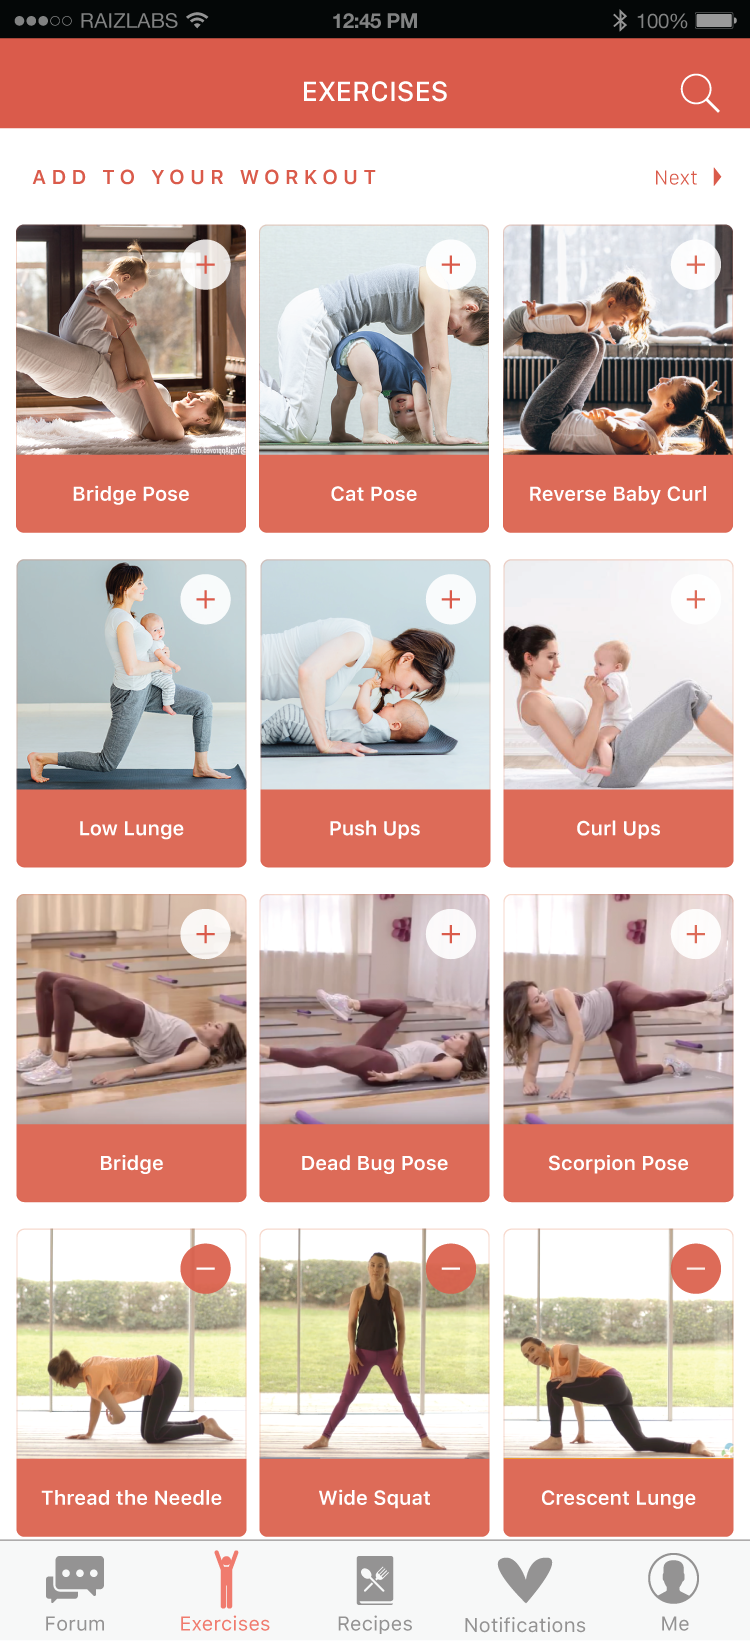 RAIZLABS 12:45 PM 100%
EXERCISES
ADD TO YOUR WORKOUT Next
@YogiApproved.com
Bridge Pose Cat Pose Reverse Baby Curl
Low Lunge Push Ups Curl Ups
Bridge Dead Bug Pose Scorpion Pose
Thread the Needle Wide Squat Crescent Lunge
Forum Exercises Recipes Notifications Me